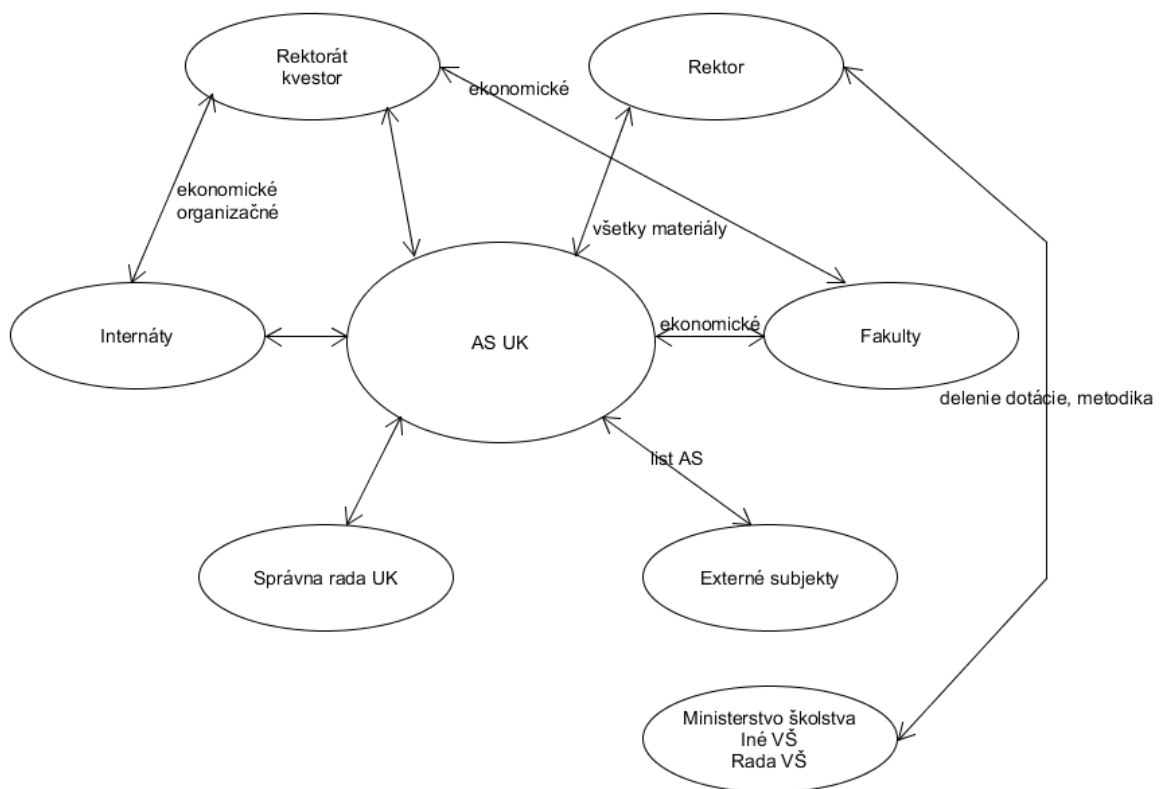 Rektorát
kvestor
Rektor
ekonomické
ekonomické
organizačné
všetky materiály
Internáty
AS UK
ekonomické
Fakulty
delenie dotácie, metodika
list AS
Správna rada UK
Externé subjekty
Ministerstvo školstva
Iné VŠ
Rada VŠ